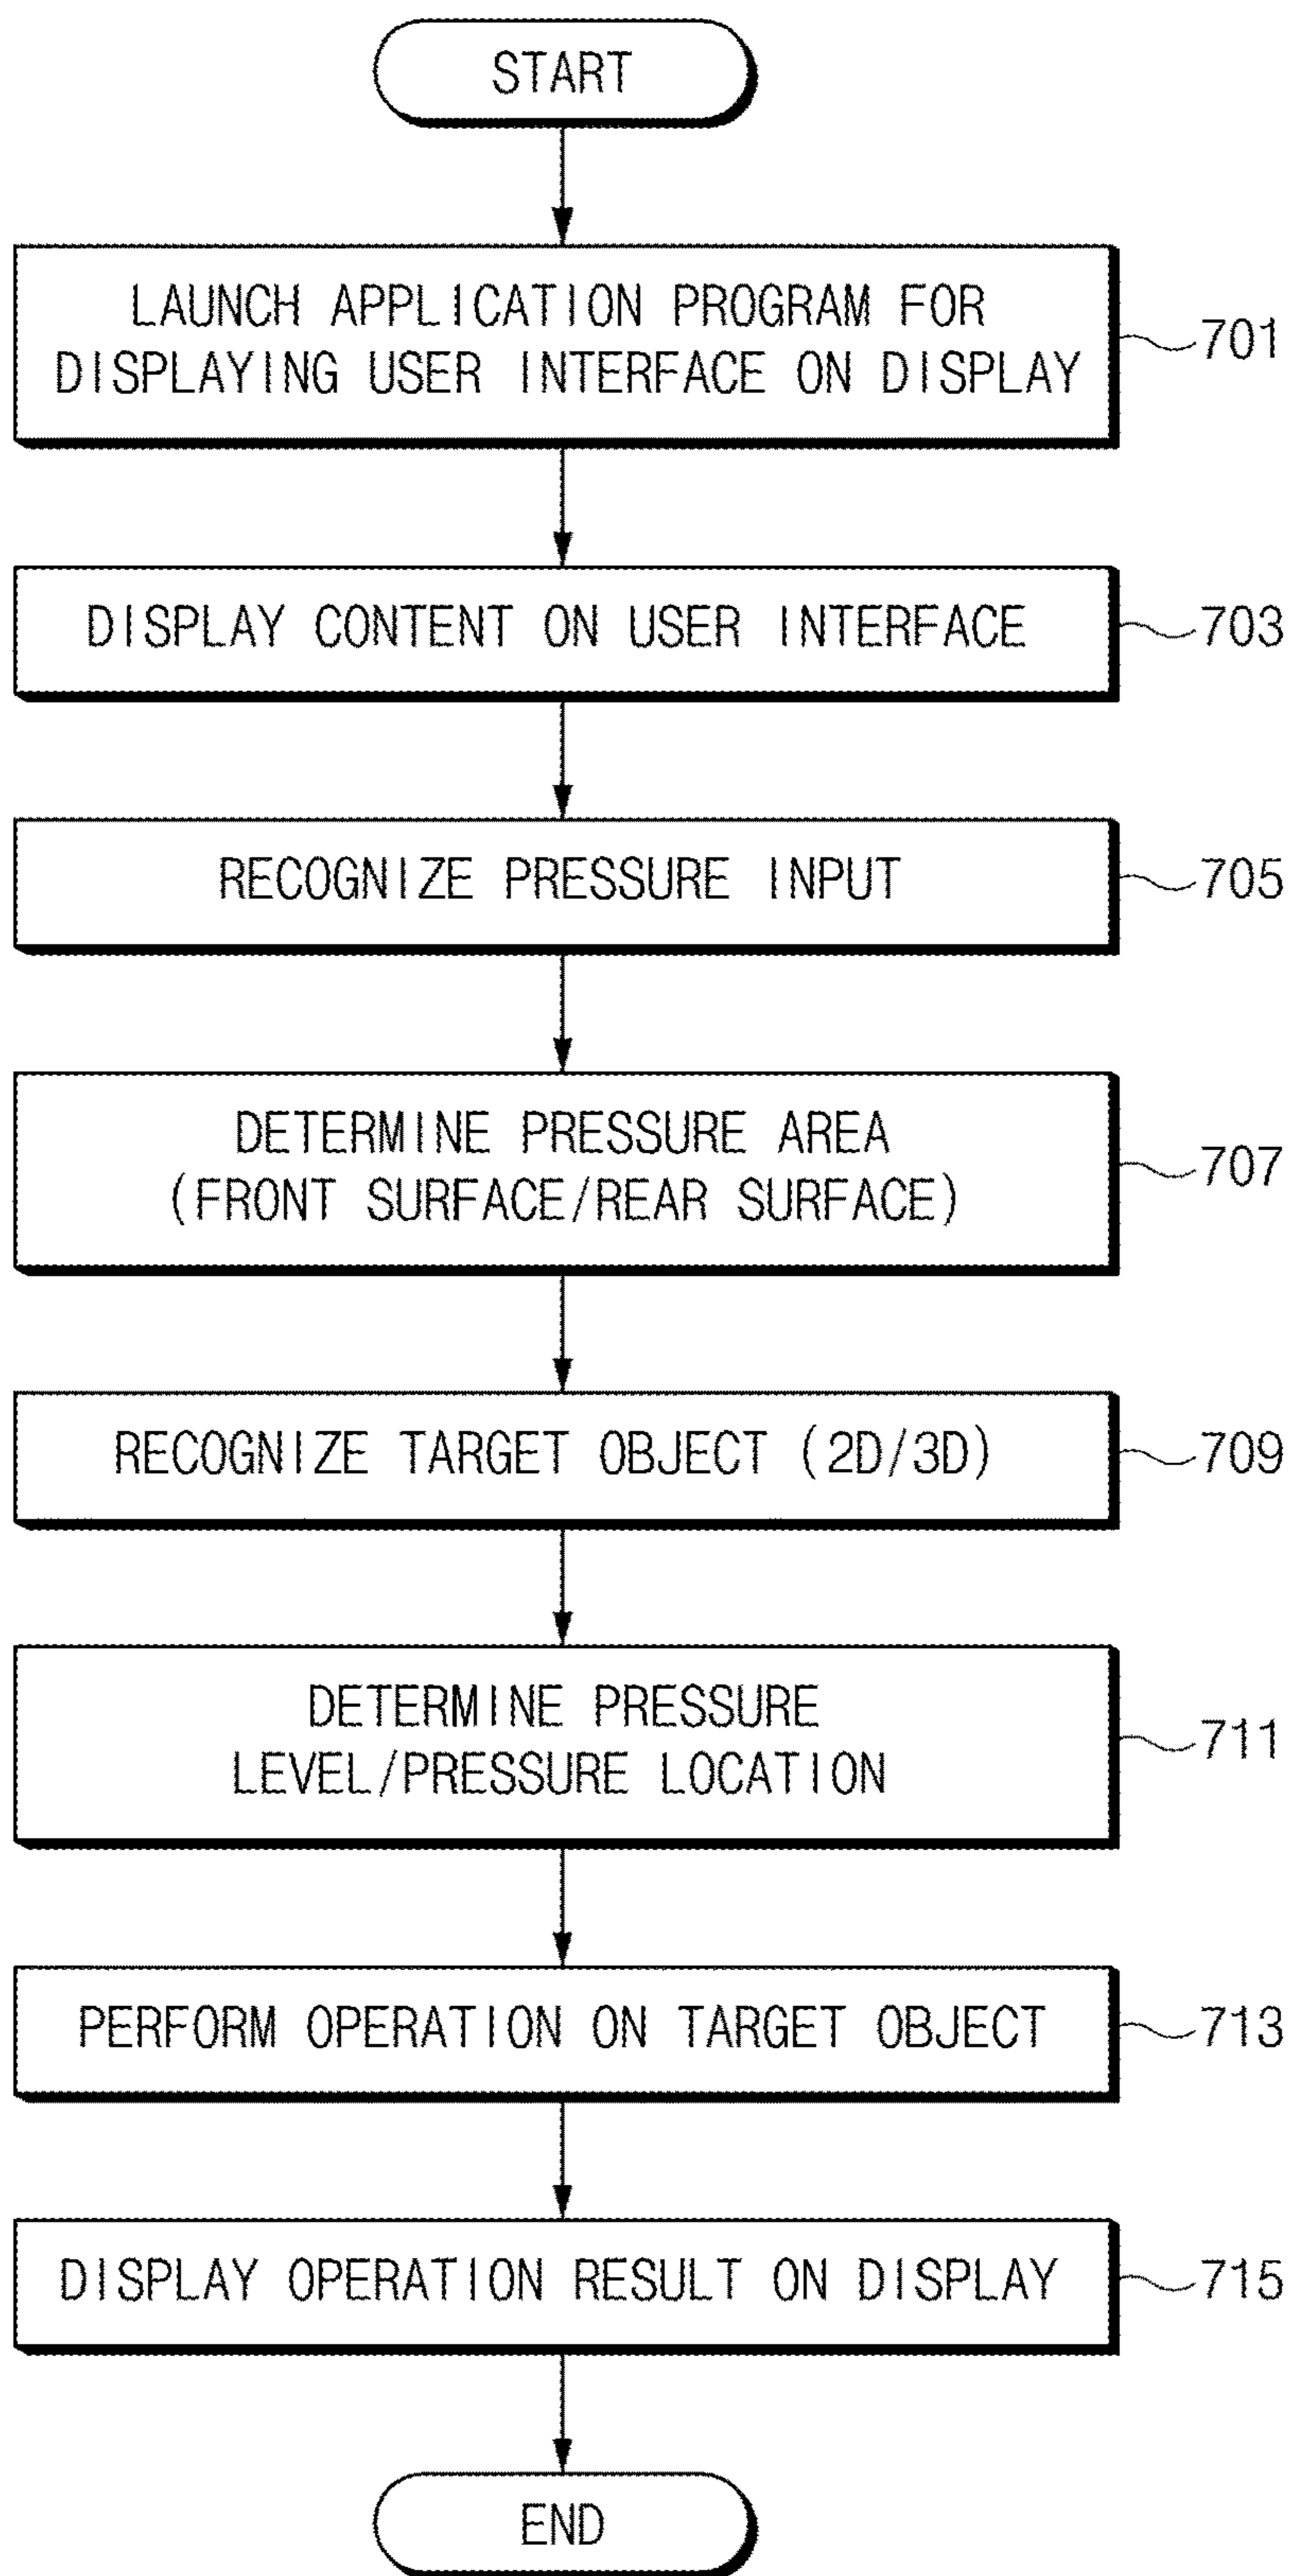 START
LAUNCH APPLICATION PROGRAM FOR
DISPLAYING USER INTERFACE ON DISPLAY
701
DISPLAY CONTENT ON USER INTERFACE
703
RECOGNIZE PRESSURE INPUT
705
DETERMINE PRESSURE AREA
(FRONT SURFACE/REAR SURFACE)
707
RECOGNIZE TARGET OBJECT (2D/3D)
709
DETERMINE PRESSURE
LEVEL/PRESSURE LOCATION
711
PERFORM OPERATION ON TARGET OBJECT
713
DISPLAY OPERATION RESULT ON DISPLAY
715
END